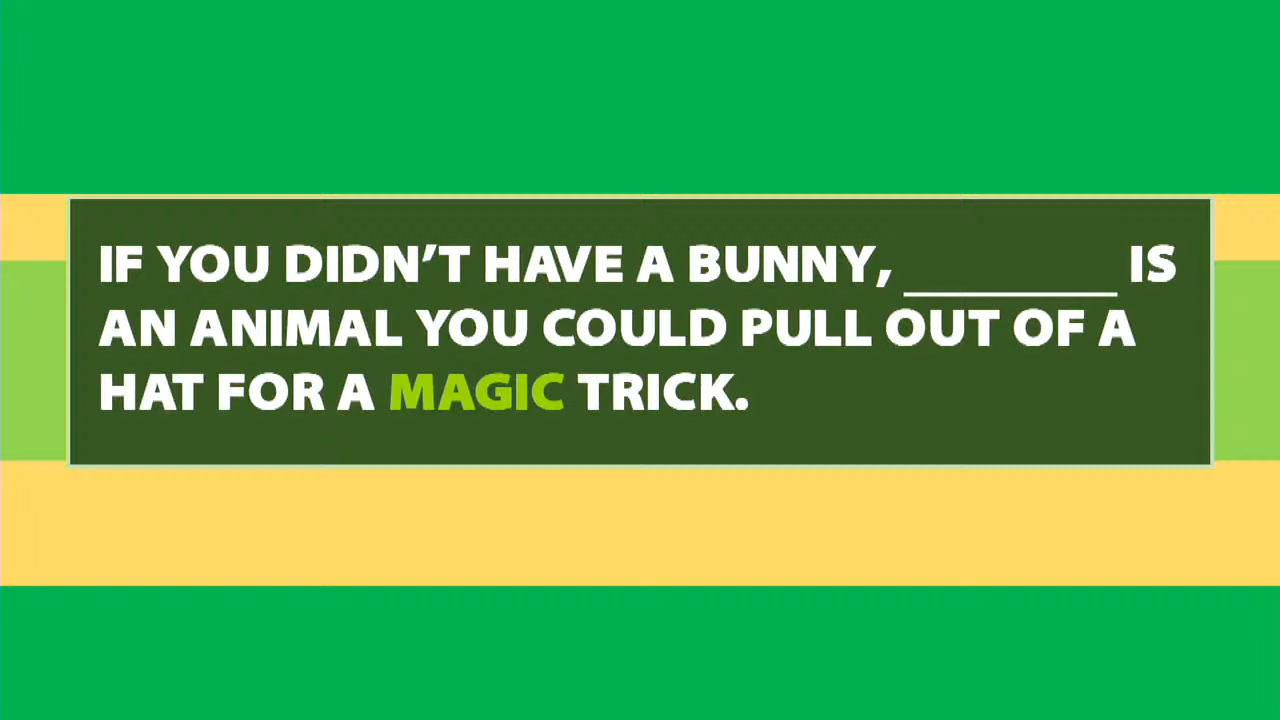 IF YOU DIDN’T HAVE A BUNNY, ________ IS
AN ANIMAL YOU COULD PULL OUT OF A
HAT FOR A MAGIC TRICK.